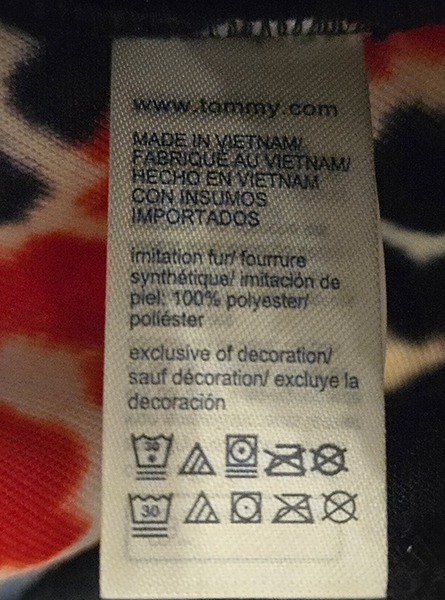 www.tommy.com
MADE IN VIETNAM/
FABRIQUÉ AU VIETNAM/
HECHO EN VIETNAM
CON INSUMOS
IMPORTADOS
imitation fur/ fourrure
synthétique/ imitación de
piel: 100% polyester/
poliéster
exclusive of decoration/
sauf décoration/ excluye la
decoración
30
30